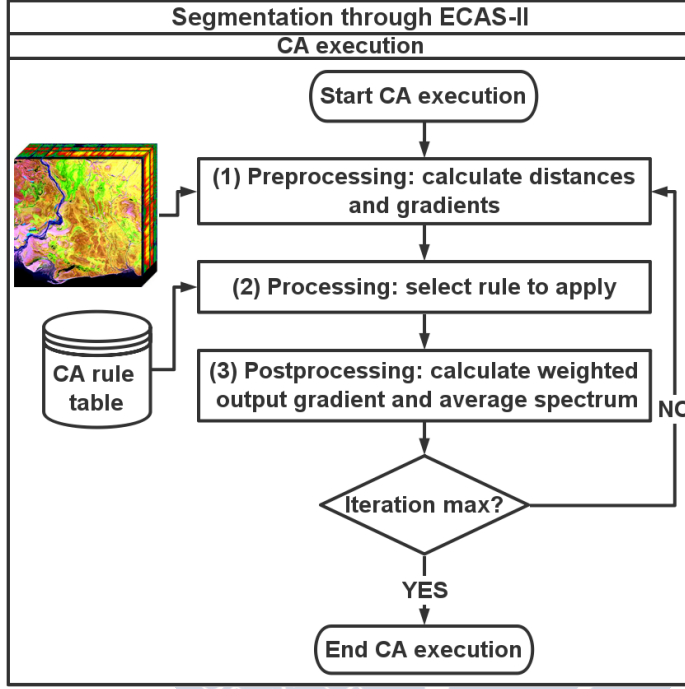 Segmentation through ECAS-II
CA execution
Start CA execution
(1) Preprocessing: calculate distances
and gradients
(2) Processing: select rule to apply
CA rule
table
(3) Postprocessing: calculate weighted
output gradient and average spectrum
NO
Iteration max?
YES
End CA execution